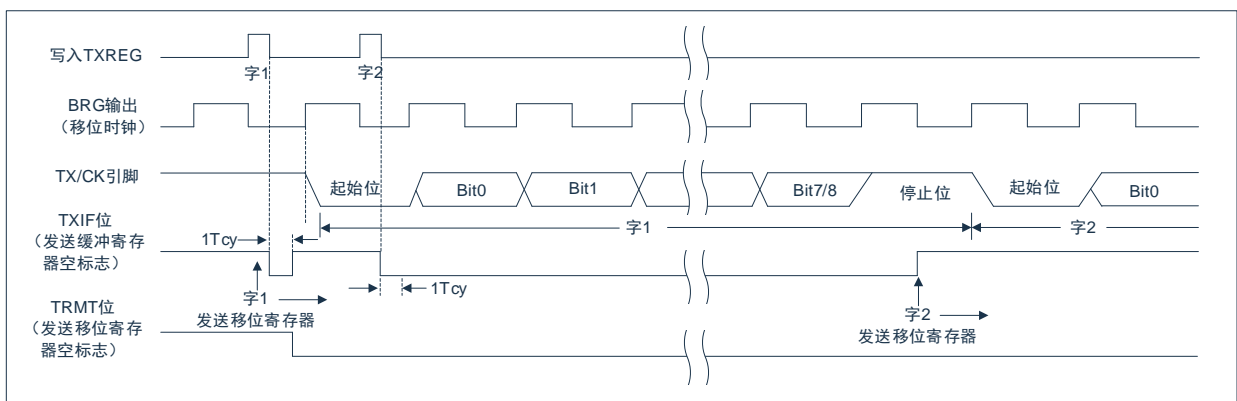 写入TXREG
字1
字2
BRG输出
（移位时钟）
TX/CK引脚
起始位
Bit0
Bit1
Bit7/8
停止位
起始位
Bit0
字1
字2
TXIF位
（发送缓冲寄存
器空标志）
1Tcy
1Tcy
字1
发送移位寄存器
字2
发送移位寄存器
TRMT位
（发送移位寄存
器空标志）